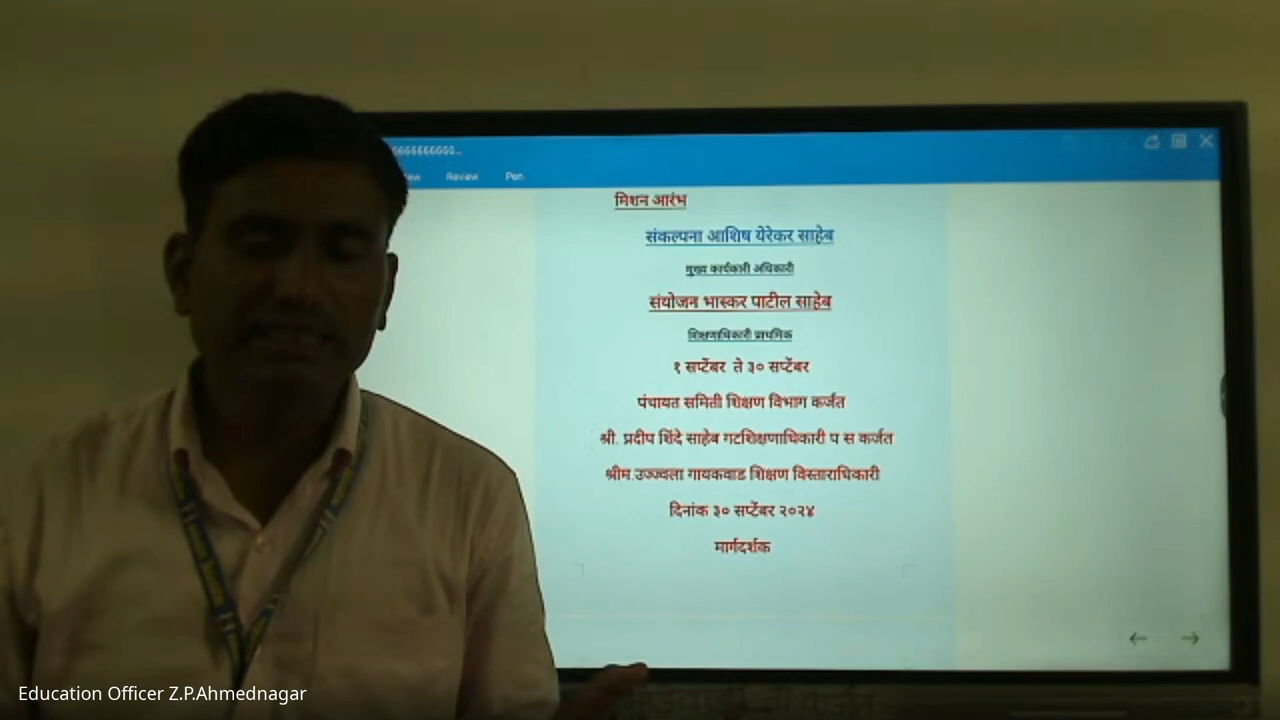 66666666666...
Review
Pen
मिशन आरंभ
संकल्पना आशिष येरेकर साहेब
मुख्य कार्यकारी अधिकारी
संयोजन भास्कर पाटील साहेब
शिक्षणाधिकारी प्राथमिक
१ सप्टेंबर ते ३० सप्टेंबर
पंचायत समिती शिक्षण विभाग कर्जत
श्री. प्रदीप शिंदे साहेब गटशिक्षणाधिकारी प स कर्जत
श्रीम.उज्ज्वला गायकवाड शिक्षण विस्ताराधिकारी
दिनांक ३० सप्टेंबर २०२४
मार्गदर्शक
Education Officer Z.P.Ahmednagar